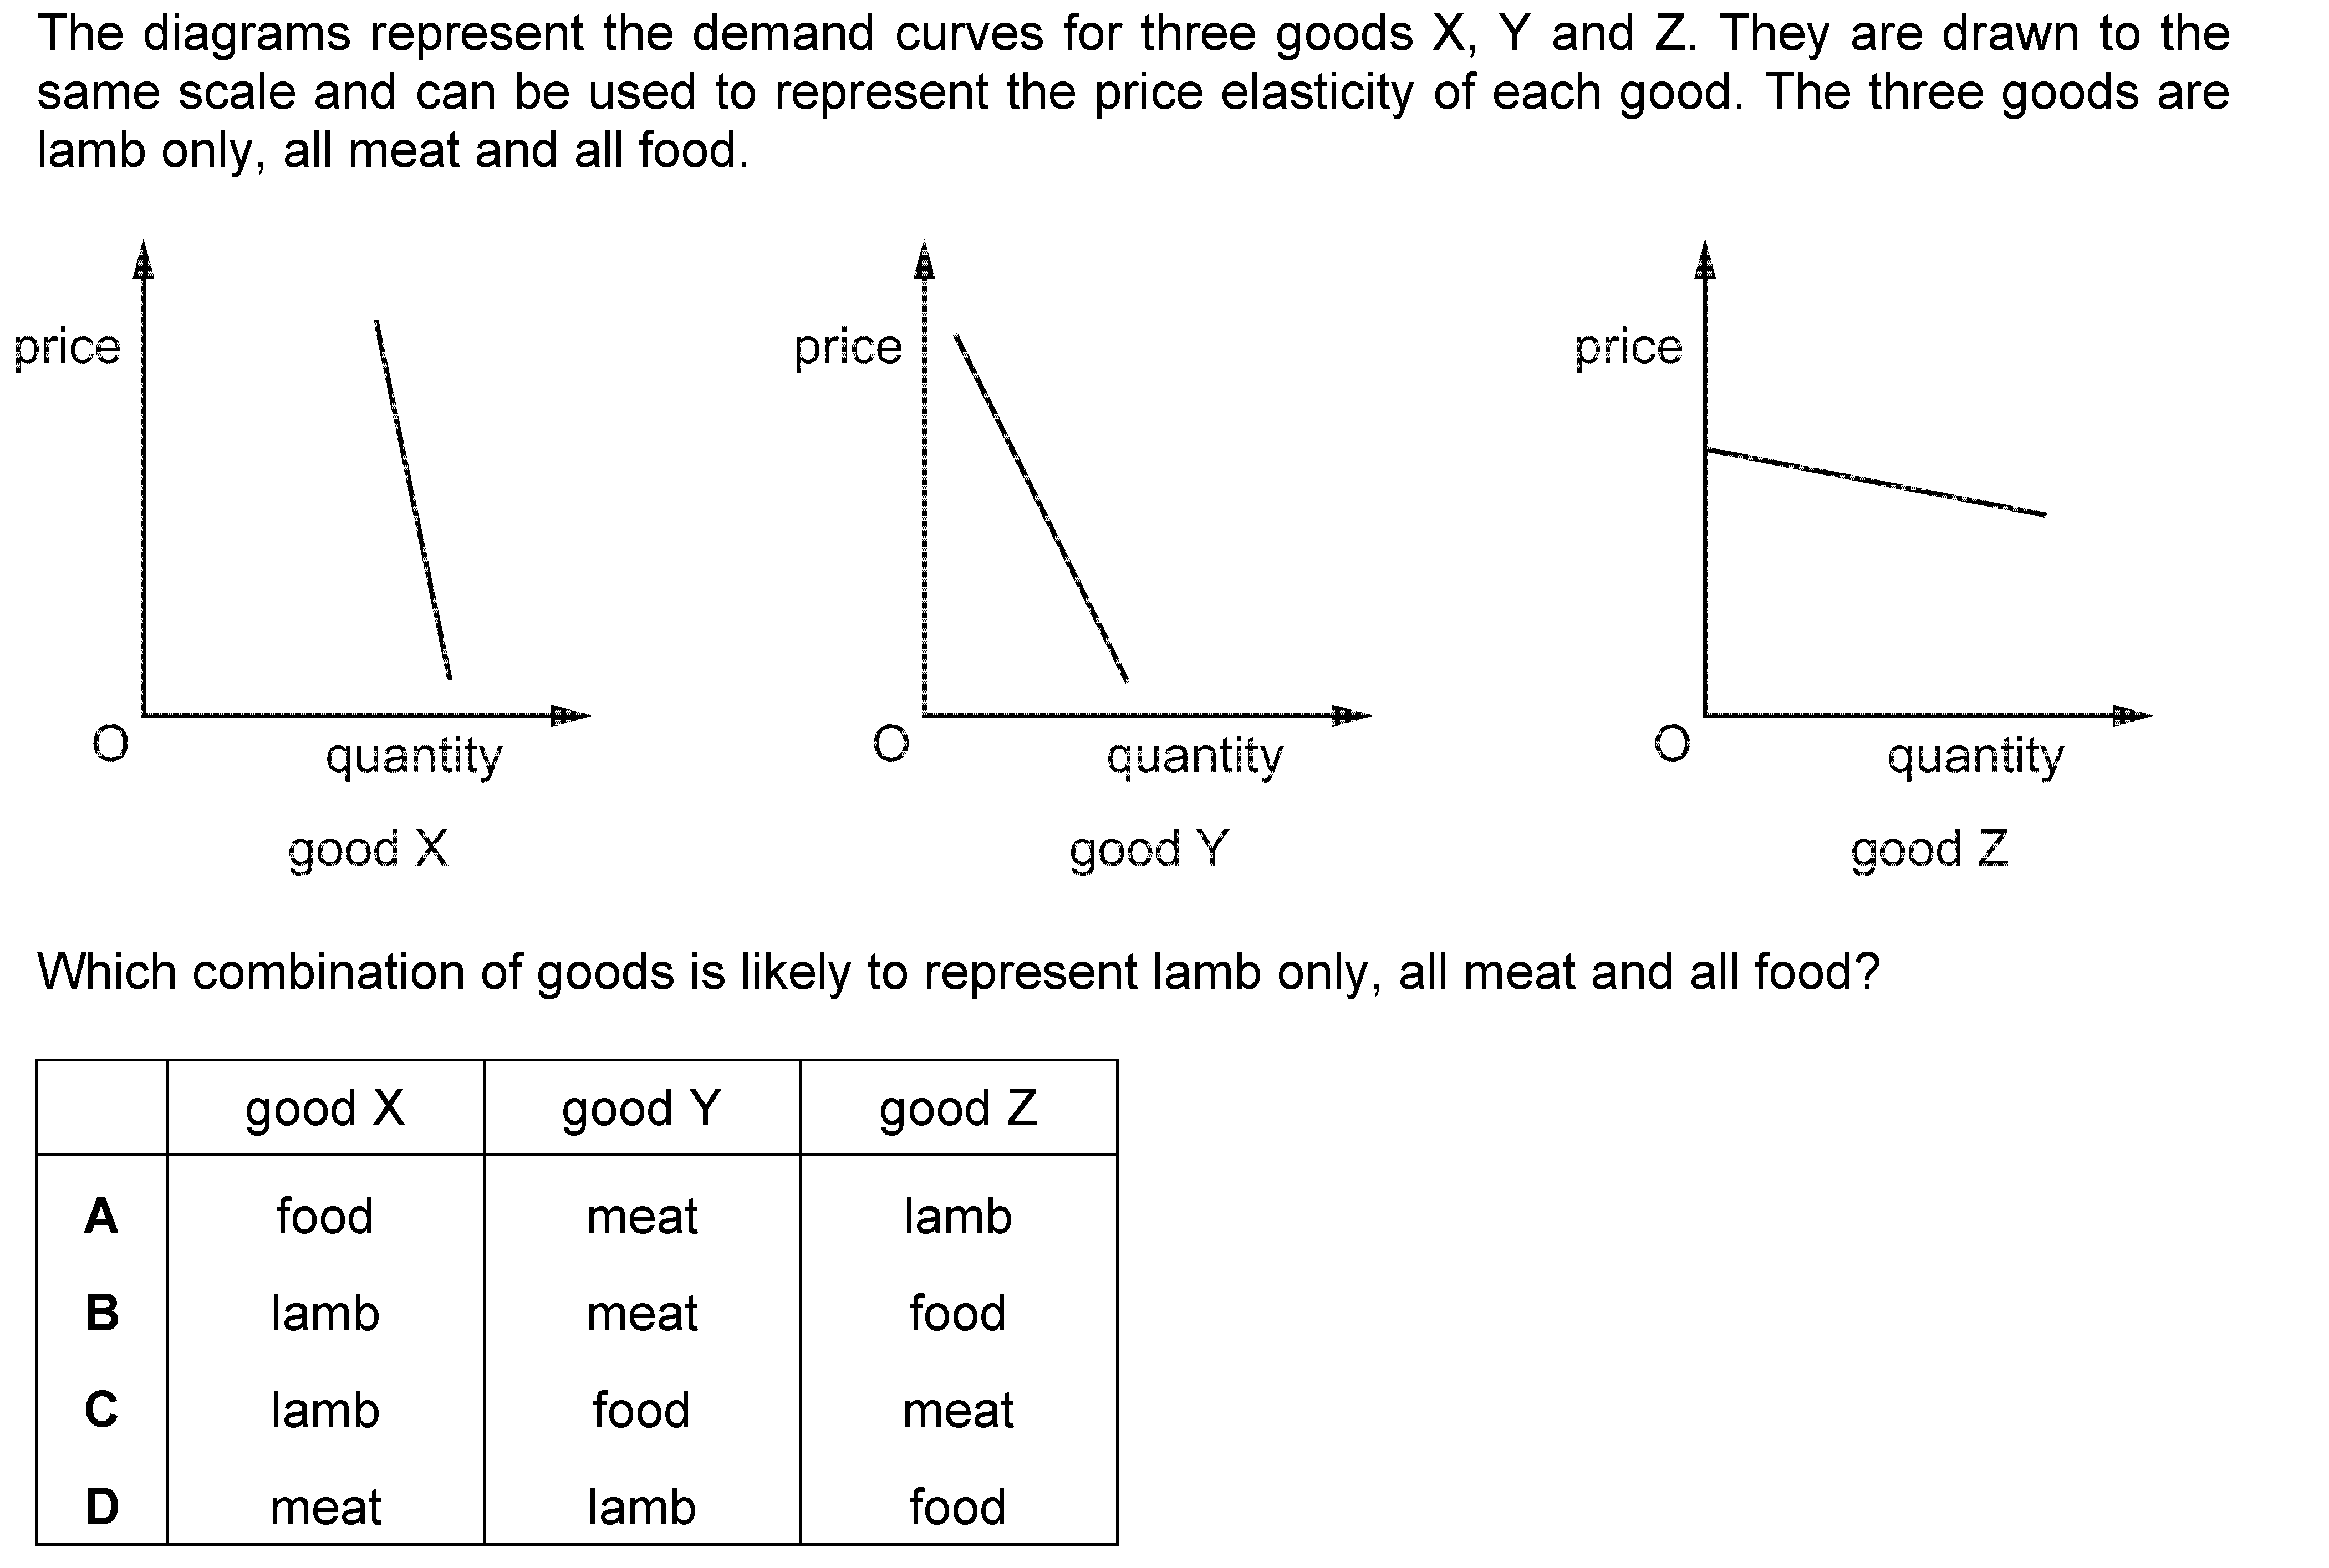 The diagrams represent the demand curves for three goods X, Y and Z. They are drawn to the
same scale and can be used to represent the price elasticity of each good. The three goods are
lamb only, all meat and all food.
price price price
O quantity O quantity O quantity
good X good Y good Z
Which combination of goods is likely to represent lamb only, all meat and all food?
good X good Y good Z
A food meat lamb
B lamb meat food
C lamb food meat
D meat lamb food